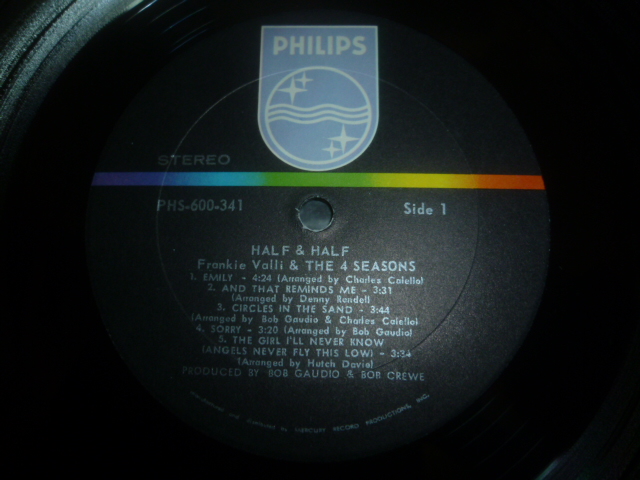 PHILIPS
STEREO
PHS-600-341 Side 1
HALF & HALF
Frankie Valli & THE 4 SEASONS
1. EMILY - 4:24 (Arranged by Charles Calello)
2. AND THAT REMINDS ME - 3:31
(Arranged by Denny Randell)
3. CIRCLES IN THE SAND - 3:44
(Arranged by Bob Gaudio & Charles Calello)
4. SORRY - 3:20 (Arranged by Bob Gaudio)
5. THE GIRL I'LL NEVER KNOW
(ANGELS NEVER FLY THIS LOW) - 3:34
(Arranged by Hutch Davie)
PRODUCED BY BOB GAUDIO & BOB CREWE
MERCURY RECORD PRODUCTIONS, INC.